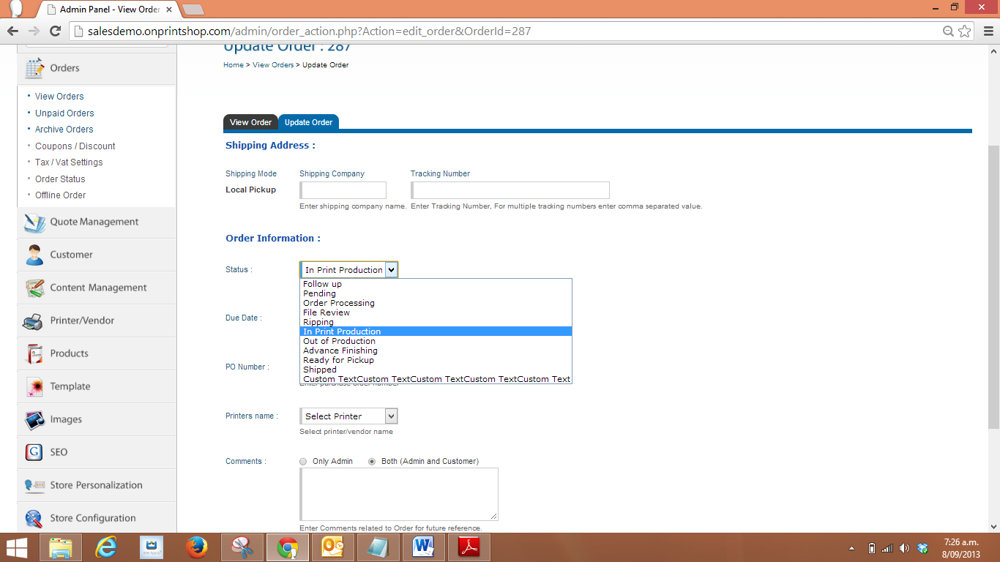 Admin Panel - View Order
salesdemo.onprintshop.com/admin/order_action.php?Action=edit_order&OrderId=287
Update Order : 287
Home > View Orders > Update Order
Orders
View Orders
Unpaid Orders
Archive Orders
Coupons / Discount
Tax / Vat Settings
Order Status
Offline Order
Quote Management
Customer
Content Management
Printer/Vendor
Products
Template
Images
SEO
Store Personalization
Store Configuration
View Order Update Order
Shipping Address :
Shipping Mode Shipping Company Tracking Number
Local Pickup
Enter shipping company name. Enter Tracking Number, For multiple tracking numbers enter comma separated value.
Order Information :
Status : In Print Production
Follow up
Pending
Order Processing
File Review
Ripping
In Print Production
Out of Production
Advance Finishing
Ready for Pickup
Shipped
Custom TextCustom TextCustom TextCustom TextCustom Text
Due Date :
PO Number :
Enter purchase order number
Printers name : Select Printer
Select printer/vendor name
Comments : Only Admin Both (Admin and Customer)
Enter Comments related to Order for future reference.
7:26 a.m.
8/09/2013